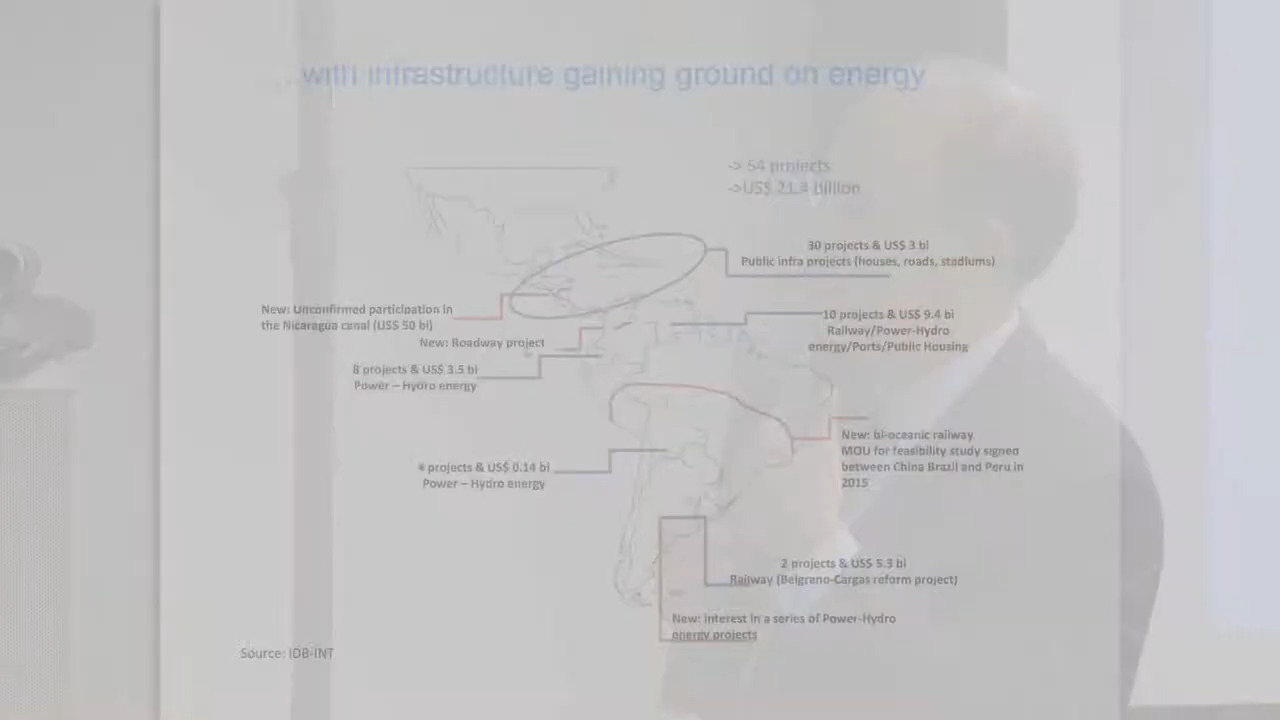 ...with infrastructure gaining ground on energy
-> 54 projects
->US$ 21.4 billion
30 projects & US$ 3 bi
Public infra projects (houses, roads, stadiums)
New: Unconfirmed participation in
the Nicaragua canal (US$ 50 bi)
10 projects & US$ 9.4 bi
Railway/Power-Hydro
energy/Ports/Public Housing
New: Roadway project
8 projects & US$ 3.5 bi
Power – Hydro energy
New: bi-oceanic railway
MOU for feasibility study signed
between China Brazil and Peru in
2015
4 projects & US$ 0.14 bi
Power – Hydro energy
2 projects & US$ 5.3 bi
Railway (Belgrano-Cargas reform project)
New: interest in a series of Power-Hydro
energy projects
Source: IDB-INT